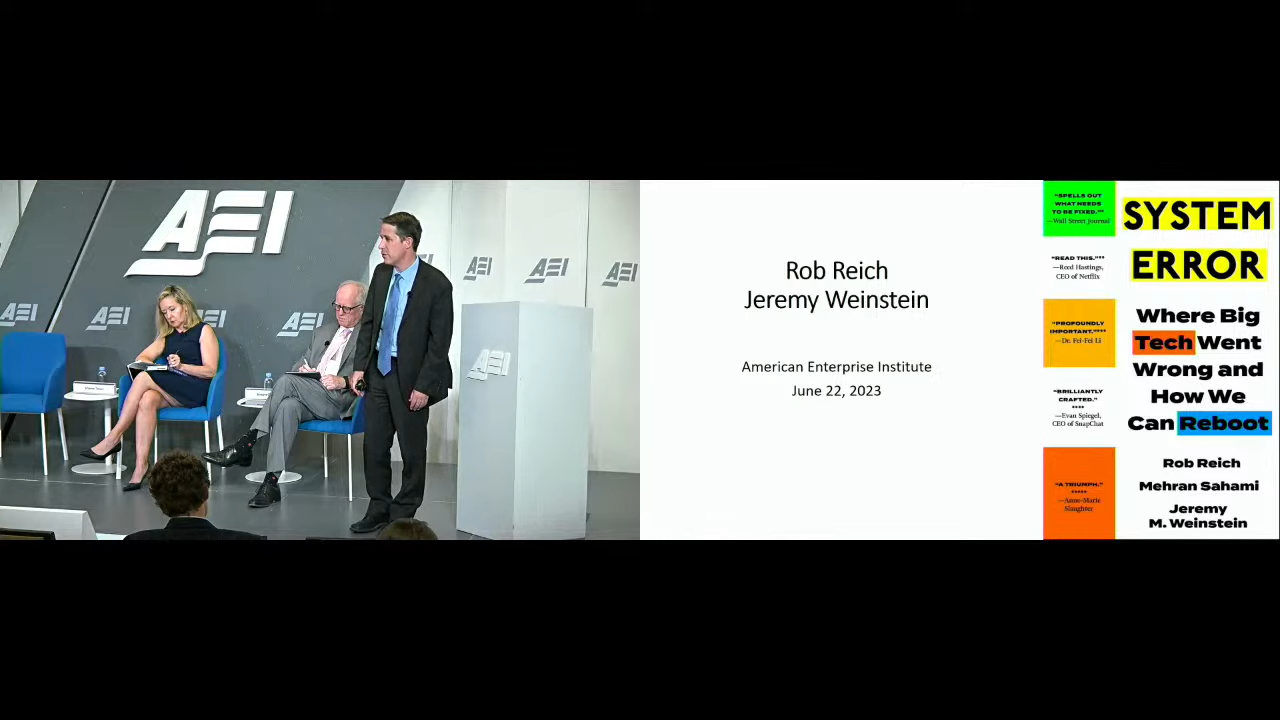 AEI
AEI
AEI
AEI
AEI
AEI
AEI
AEI
Rob Reich
Jeremy Weinstein
American Enterprise Institute
June 22, 2023
"SPELLS OUT
WHAT NEEDS
TO BE FIXED."*
—Wall Street Journal
"READ THIS."**
—Reed Hastings,
CEO of Netflix
"PROFOUNDLY
IMPORTANT."***
—Dr. Fei-Fei Li
"BRILLIANTLY
CRAFTED."
****
—Evan Spiegel,
CEO of SnapChat
"A TRIUMPH."
*****
—Anne-Marie
Slaughter
SYSTEM
ERROR
Where Big
Tech Went
Wrong and
How We
Can Reboot
Rob Reich
Mehran Sahami
Jeremy
M. Weinstein